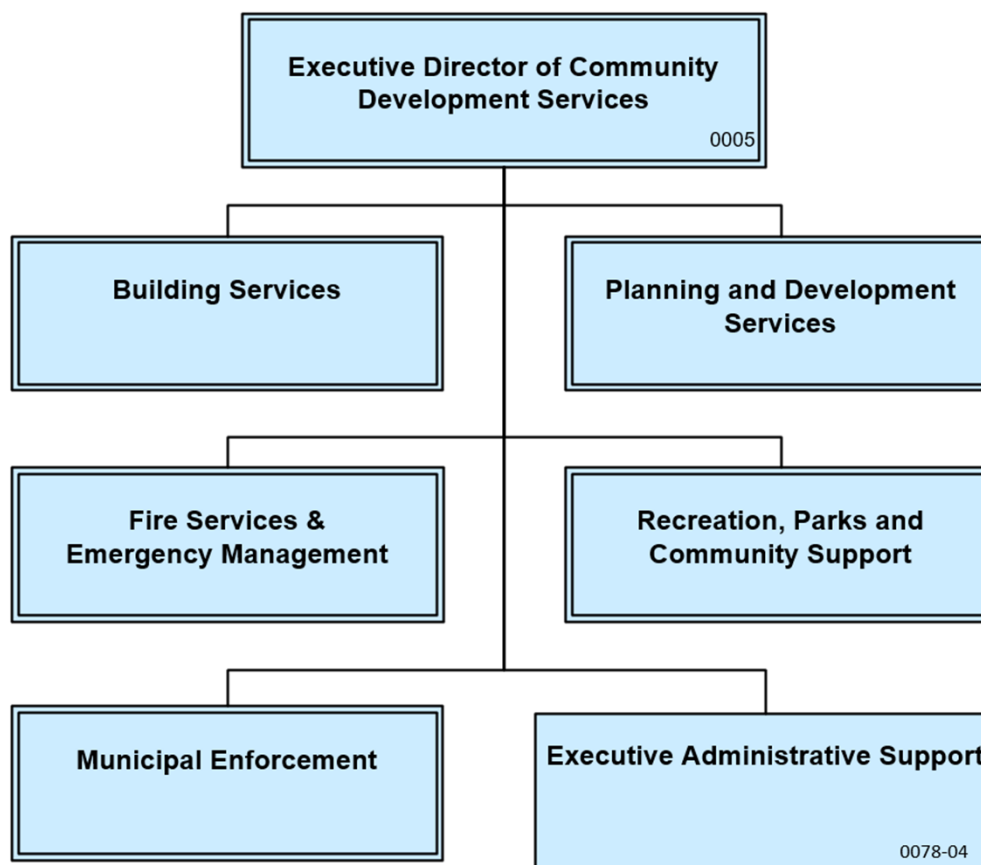 Executive Director of Community
Development Services
0005
Building Services
Planning and Development
Services
Fire Services &
Emergency Management
Recreation, Parks and
Community Support
Municipal Enforcement
Executive Administrative Support
0078-04